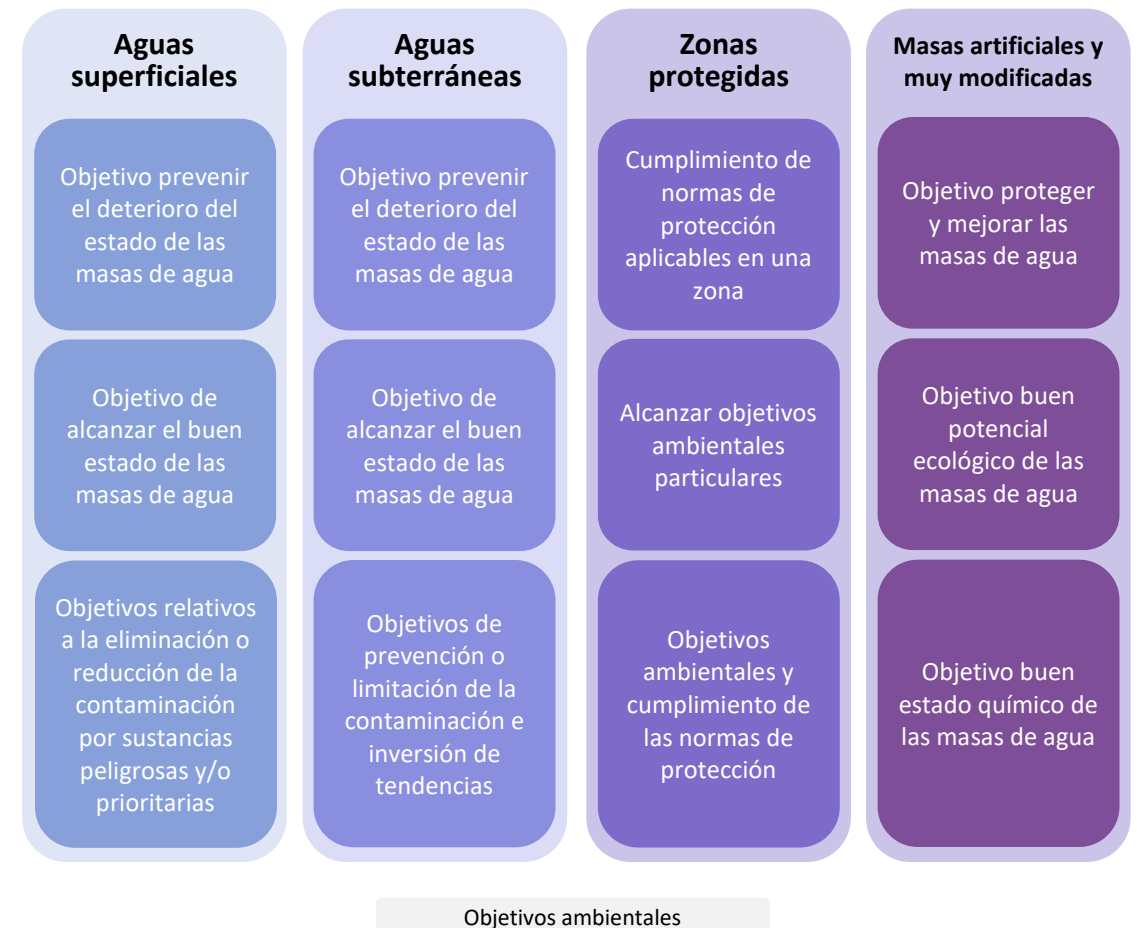 Aguas
superficiales
Objetivo prevenir
el deterioro del
estado de las
masas de agua
Objetivo de
alcanzar el buen
estado de las
masas de agua
Objetivos relativos
a la eliminación o
reducción de la
contaminación
por sustancias
peligrosas y/o
prioritarias
Aguas
subterráneas
Objetivo prevenir
el deterioro del
estado de las
masas de agua
Objetivo de
alcanzar el buen
estado de las
masas de agua
Objetivos de
prevención o
limitación de la
contaminación e
inversión de
tendencias
Zonas
protegidas
Cumplimiento de
normas de
protección
aplicables en una
zona
Alcanzar objetivos
ambientales
particulares
Objetivos
ambientales y
cumplimiento de
las normas de
protección
Masas artificiales y
muy modificadas
Objetivo proteger
y mejorar las
masas de agua
Objetivo buen
potencial
ecológico de las
masas de agua
Objetivo buen
estado químico de
las masas de agua
Objetivos ambientales